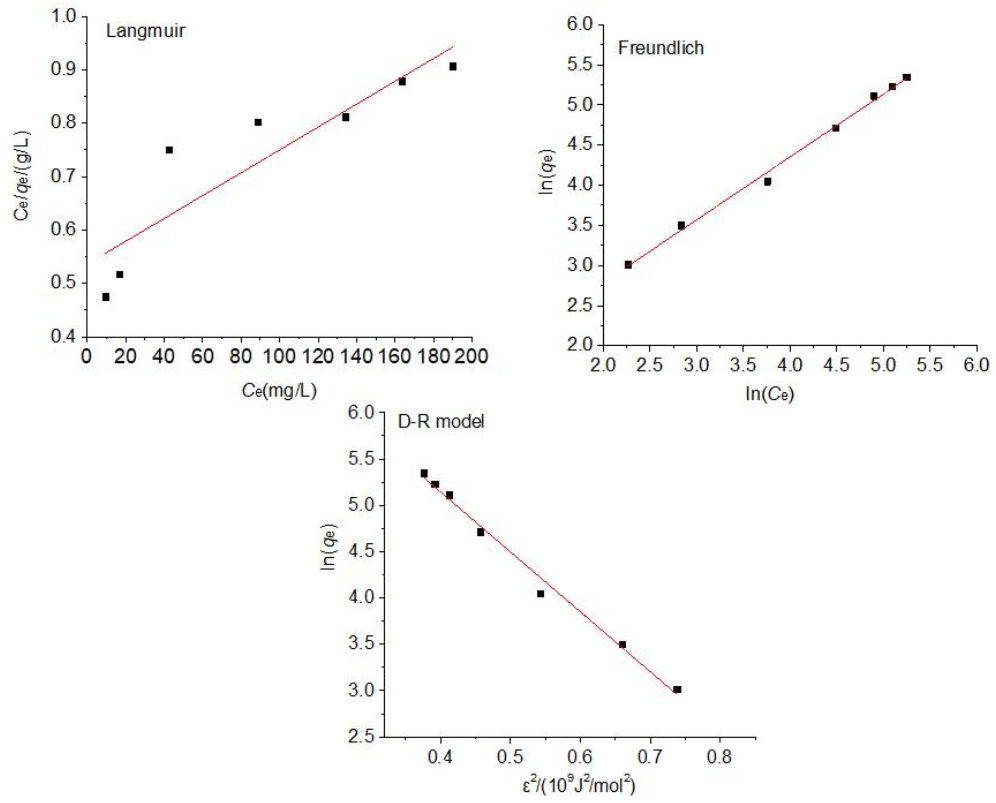 Langmuir
1.0
0.9
0.8
0.7
0.6
0.5
0.4
Ce/qe/(g/L)
0 20 40 60 80 100 120 140 160 180 200
Ce(mg/L)
Freundlich
6.0
5.5
5.0
4.5
4.0
3.5
3.0
2.5
2.0
ln(qe)
2.0 2.5 3.0 3.5 4.0 4.5 5.0 5.5 6.0
ln(Ce)
D-R model
6.0
5.5
5.0
4.5
4.0
3.5
3.0
2.5
ln(qe)
0.4 0.5 0.6 0.7 0.8
ε²/(10⁹J²/mol²)